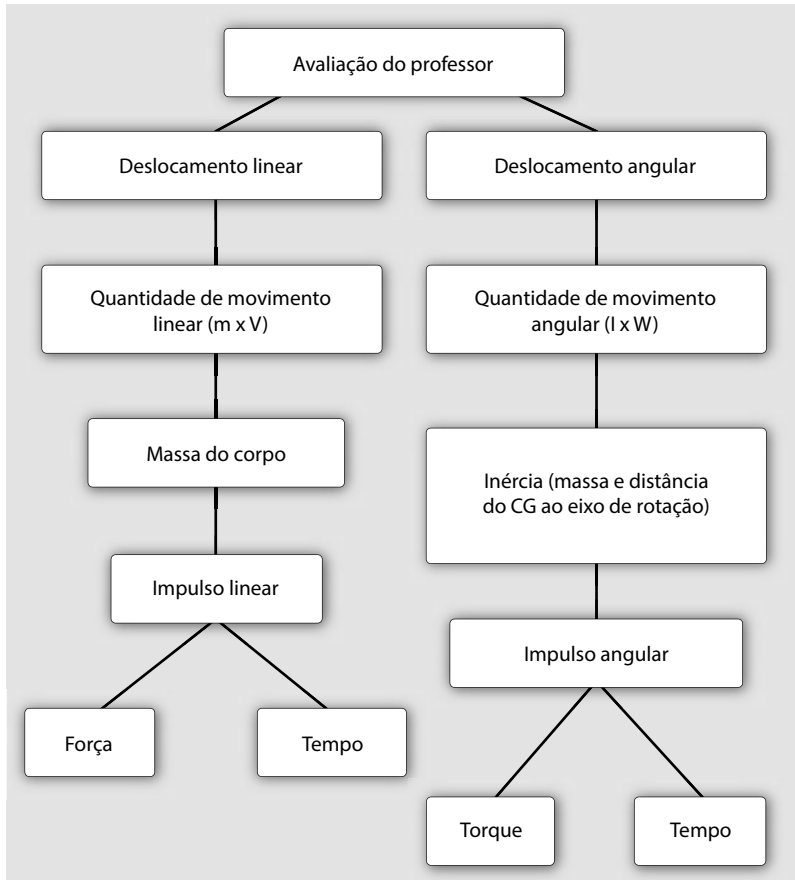 Avaliação do professor
Deslocamento linear
Deslocamento angular
Quantidade de movimento
linear (m x V)
Quantidade de movimento
angular (I x W)
Massa do corpo
Inércia (massa e distância
do CG ao eixo de rotação)
Impulso linear
Impulso angular
Força
Tempo
Torque
Tempo